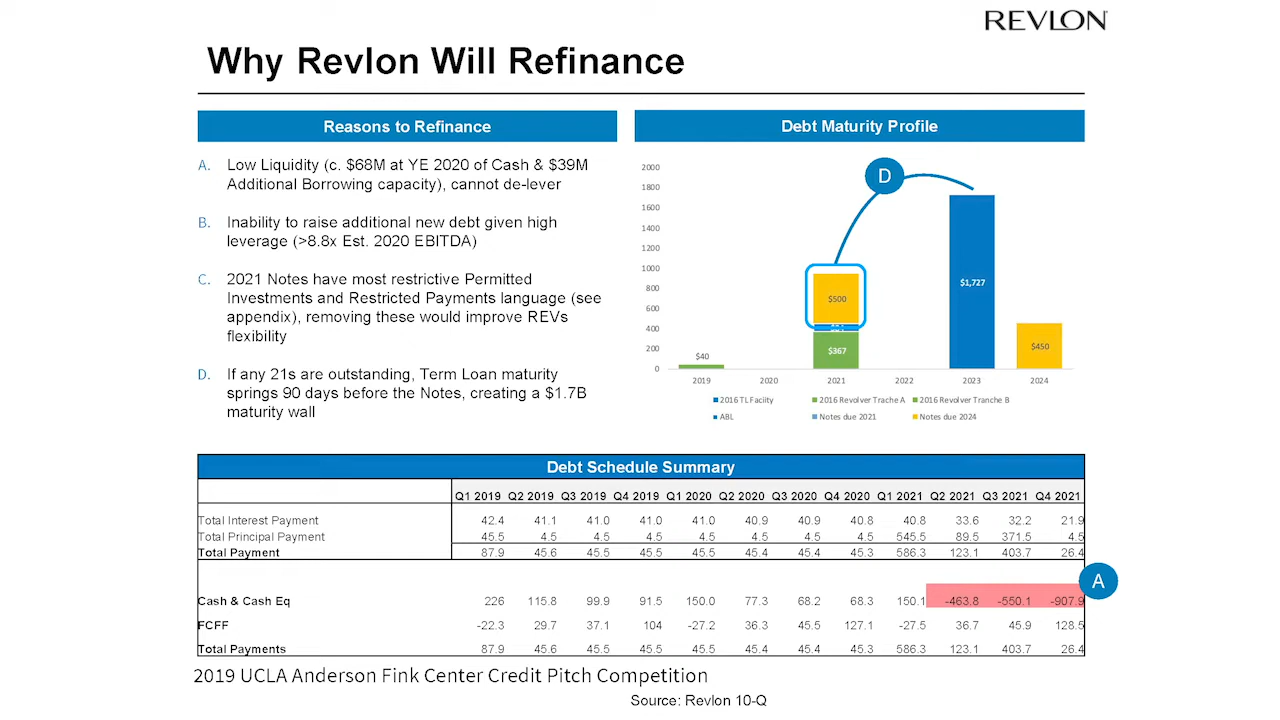 REVLON
Why Revlon Will Refinance
Reasons to Refinance
A. Low Liquidity (c. $68M at YE 2020 of Cash & $39M
Additional Borrowing capacity), cannot de-lever
B. Inability to raise additional new debt given high
leverage (>8.8x Est. 2020 EBITDA)
C. 2021 Notes have most restrictive Permitted
Investments and Restricted Payments language (see
appendix), removing these would improve REVs
flexibility
D. If any 21s are outstanding, Term Loan maturity
springs 90 days before the Notes, creating a $1.7B
maturity wall
Debt Maturity Profile
2000
1800
1600
1400
1200
1000
800
600
400
200
0
D
$40
$500
$367
$1,727
$450
2019 2020 2021 2022 2023 2024
2016 TL Faciity 2016 Revolver Trache A 2016 Revolver Tranche B
ABL Notes due 2021 Notes due 2024
Debt Schedule Summary
Q1 2019 Q2 2019 Q3 2019 Q4 2019 Q1 2020 Q2 2020 Q3 2020 Q4 2020 Q1 2021 Q2 2021 Q3 2021 Q4 2021
Total Interest Payment 42.4 41.1 41.0 41.0 41.0 40.9 40.9 40.8 40.8 33.6 32.2 21.9
Total Principal Payment 45.5 4.5 4.5 4.5 4.5 4.5 4.5 4.5 545.5 89.5 371.5 4.5
Total Payment 87.9 45.6 45.5 45.5 45.5 45.4 45.4 45.3 586.3 123.1 403.7 26.4
A
Cash & Cash Eq 226 115.8 99.9 91.5 150.0 77.3 68.2 68.3 150.1 -463.8 -550.1 -907.9
FCFF -22.3 29.7 37.1 104 -27.2 36.3 45.5 127.1 -27.5 36.7 45.9 128.5
Total Payments 87.9 45.6 45.5 45.5 45.5 45.4 45.4 45.3 586.3 123.1 403.7 26.4
2019 UCLA Anderson Fink Center Credit Pitch Competition
Source: Revlon 10-Q